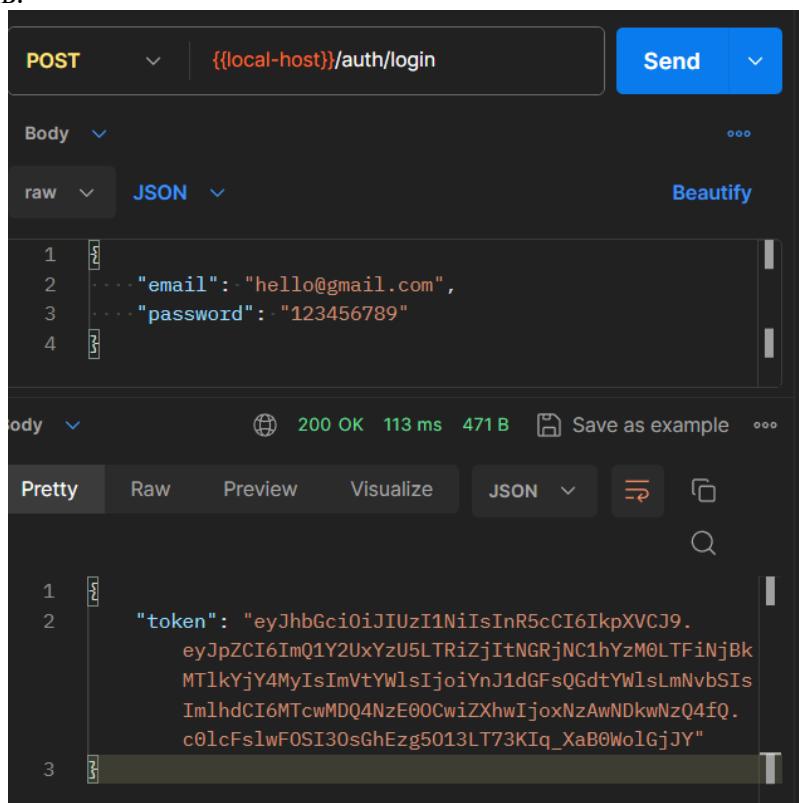 B.
POST {{local-host}}/auth/login Send
Body
raw JSON Beautify
1 {
2 "email": "hello@gmail.com",
3 "password": "123456789"
4 }
ody 200 OK 113 ms 471 B Save as example
Pretty Raw Preview Visualize JSON
1 {
2 "token": "eyJhbGciOiJIUzI1NiIsInR5cCI6IkpXVCJ9.
eyJpZCI6ImQ1Y2UxYzU5LTRiZjItNGRjNC1hYzM0LTFiNjBk
MTlkYjY4MyIsImVtYWlsIjoiYnJ1dGFsQGdtYWlsLmNvbSIs
ImlhdCI6MTcwMDQ4NzE0OCwiZXhwIjoxNzAwNDkwNzQ4fQ.
c0lcFslwFOSI3OsGhEzg5O13LT73KIq_XaB0WolGjJY"
3 }